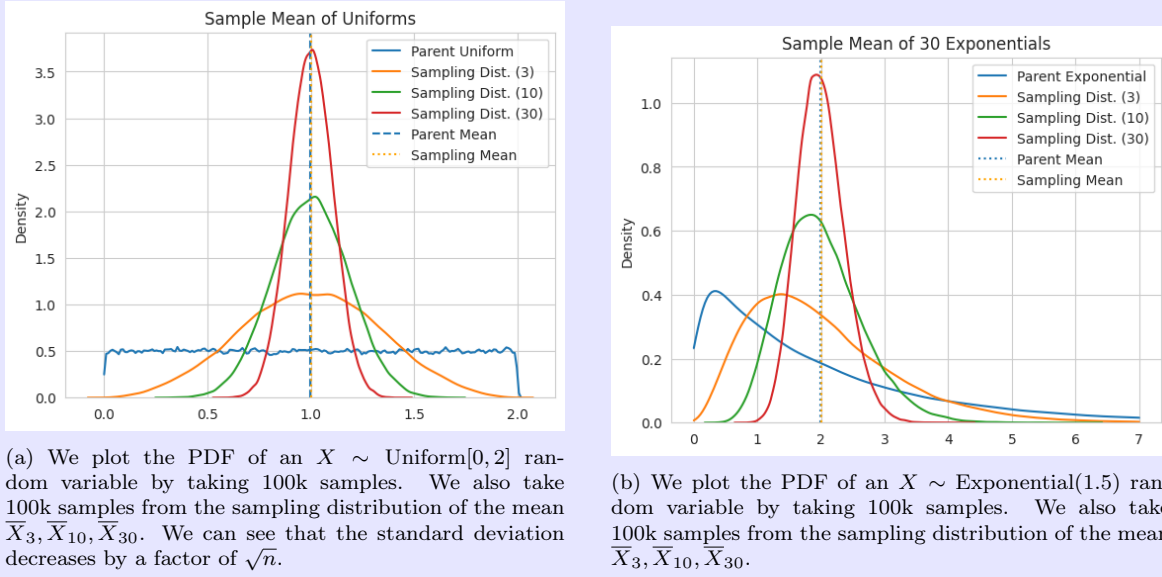 Sample Mean of Uniforms
Parent Uniform
Sampling Dist. (3)
Sampling Dist. (10)
Sampling Dist. (30)
Parent Mean
Sampling Mean
Density
3.5
3.0
2.5
2.0
1.5
1.0
0.5
0.0
0.0 0.5 1.0 1.5 2.0
(a) We plot the PDF of an X ∼ Uniform[0, 2] ran-
dom variable by taking 100k samples. We also take
100k samples from the sampling distribution of the mean
X̅₃, X̅₁₀, X̅₃₀. We can see that the standard deviation
decreases by a factor of √n.
Sample Mean of 30 Exponentials
Parent Exponential
Sampling Dist. (3)
Sampling Dist. (10)
Sampling Dist. (30)
Parent Mean
Sampling Mean
Density
1.0
0.8
0.6
0.4
0.2
0.0
0 1 2 3 4 5 6 7
(b) We plot the PDF of an X ∼ Exponential(1.5) ran
dom variable by taking 100k samples. We also take
100k samples from the sampling distribution of the mean
X̅₃, X̅₁₀, X̅₃₀.